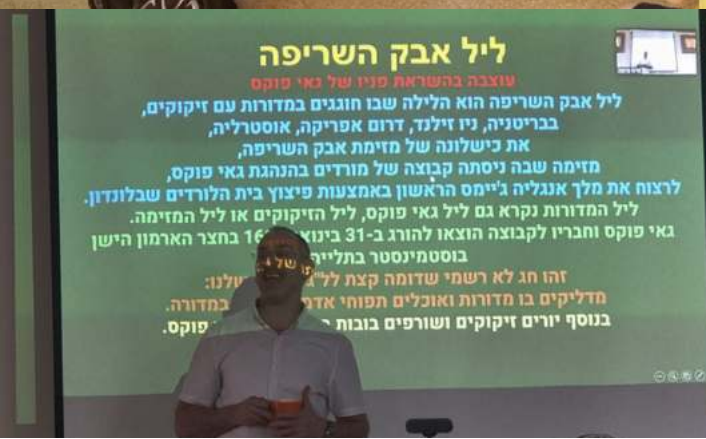 ליל אבק השריפה
עוצבה בהשראת פניו של גאי פוקס
ליל אבק השריפה הוא הלילה שבו חוגגים במדורות עם זיקוקים,
בבריטניה, ניו זילנד, דרום אפריקה, אוסטרליה,
את כישלונה של מזימת אבק השריפה,
מזימה שבה ניסתה קבוצה של מורדים בהנהגת גאי פוקס,
לרצוח את מלך אנגליה ג'יימס הראשון באמצעות פיצוץ בית הלורדים שבלונדון.
ליל המדורות נקרא גם ליל גאי פוקס, ליל הזיקוקים או ליל המזימה.
גאי פוקס וחבריו לקבוצה הוצאו להורג ב-31 בחצר הארמון הישן
בוסטמינסטר
זהו חג לא רשמי שדומה קצת שלנו:
מדליקים בו מדורות ואוכלים תפוחי במדורה.
בנוסף יורים זיקוקים ושורפים בובות פוקס.